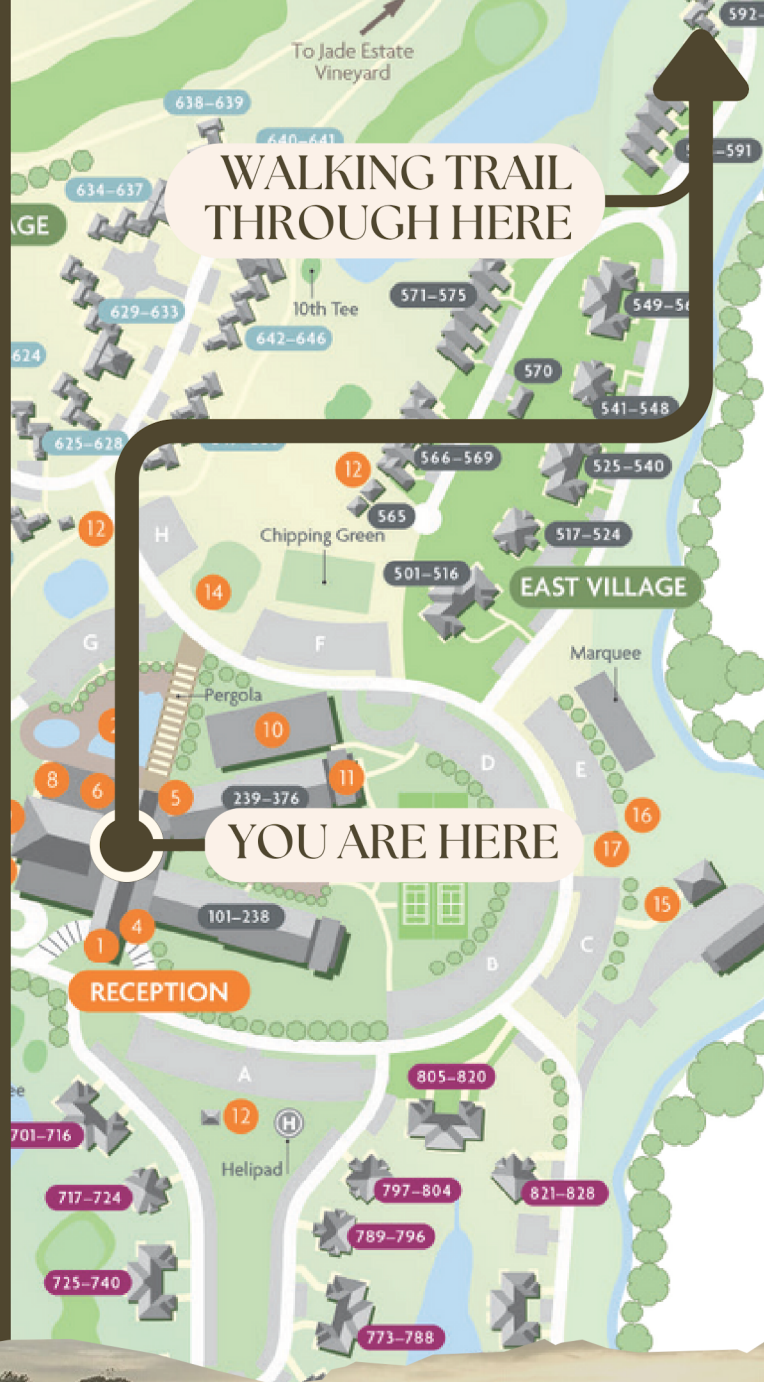 592-
To Jade Estate
Vineyard
638–639
640–641
–591
WALKING TRAIL
THROUGH HERE
634–637
AGE
571–575
549–56
629–633
10th Tee
642–646
624
570
541–548
625–628
566–569
525–540
12
565
12
H
Chipping Green
517–524
501–516
14
EAST VILLAGE
G
F
Marquee
Pergola
10
D
E
8
6
5
11
239–376
16
YOU ARE HERE
17
101–238
15
4
1
B
C
RECEPTION
A
805–820
12
H
701–716
Helipad
797–804
717–724
821–828
789–796
725–740
773–788